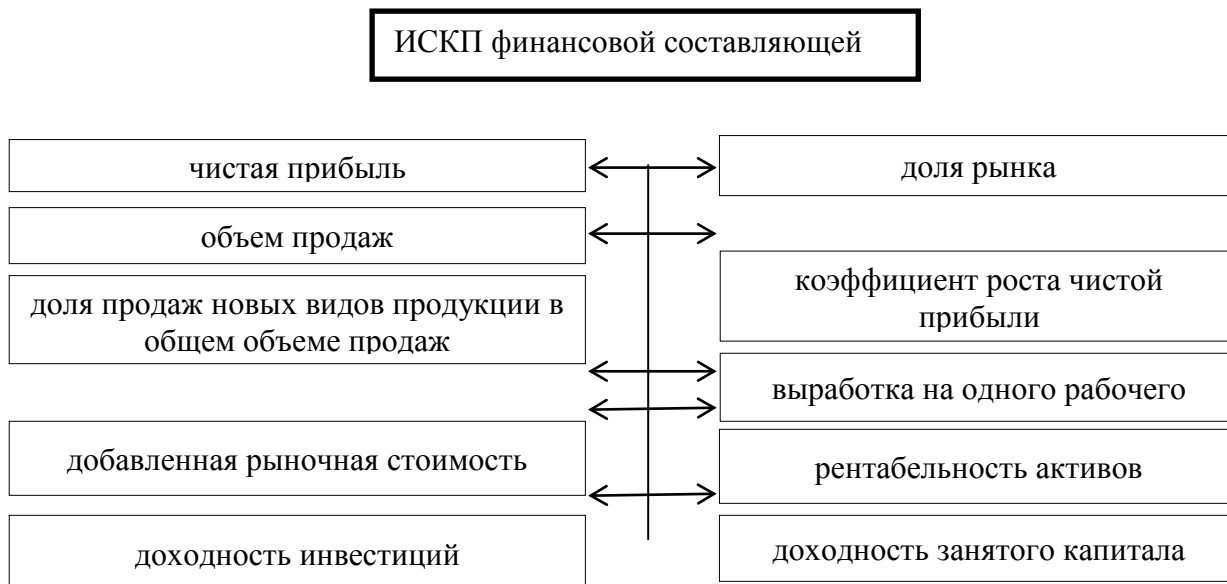 ИСКП финансовой составляющей
чистая прибыль
доля рынка
объем продаж
коэффициент роста чистой
прибыли
доля продаж новых видов продукции в
общем объеме продаж
выработка на одного рабочего
добавленная рыночная стоимость
рентабельность активов
доходность инвестиций
доходность занятого капитала